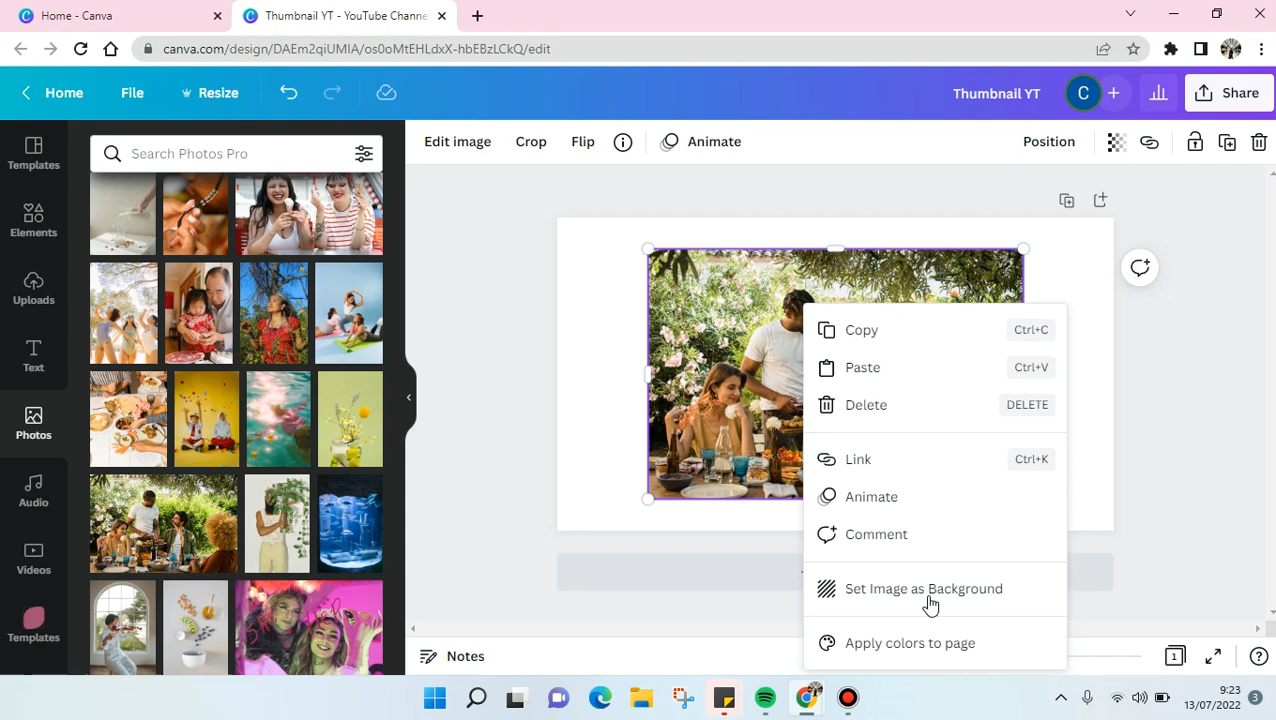 Home - Canva
Thumbnail YT - YouTube Channe
canva.com/design/DAEm2qiUMIA/os0oMtEHLdxX-hbEBzLCkQ/edit
Home
File
Resize
Thumbnail YT
C
Share
Templates
Elements
Uploads
Text
Photos
Audio
Videos
Templates
Search Photos Pro
Edit image
Crop
Flip
Animate
Position
Copy
Ctrl+C
Paste
Ctrl+V
Delete
DELETE
Link
Ctrl+K
Animate
Comment
Set Image as Background
Apply colors to page
Notes
1
9:23
13/07/2022
3